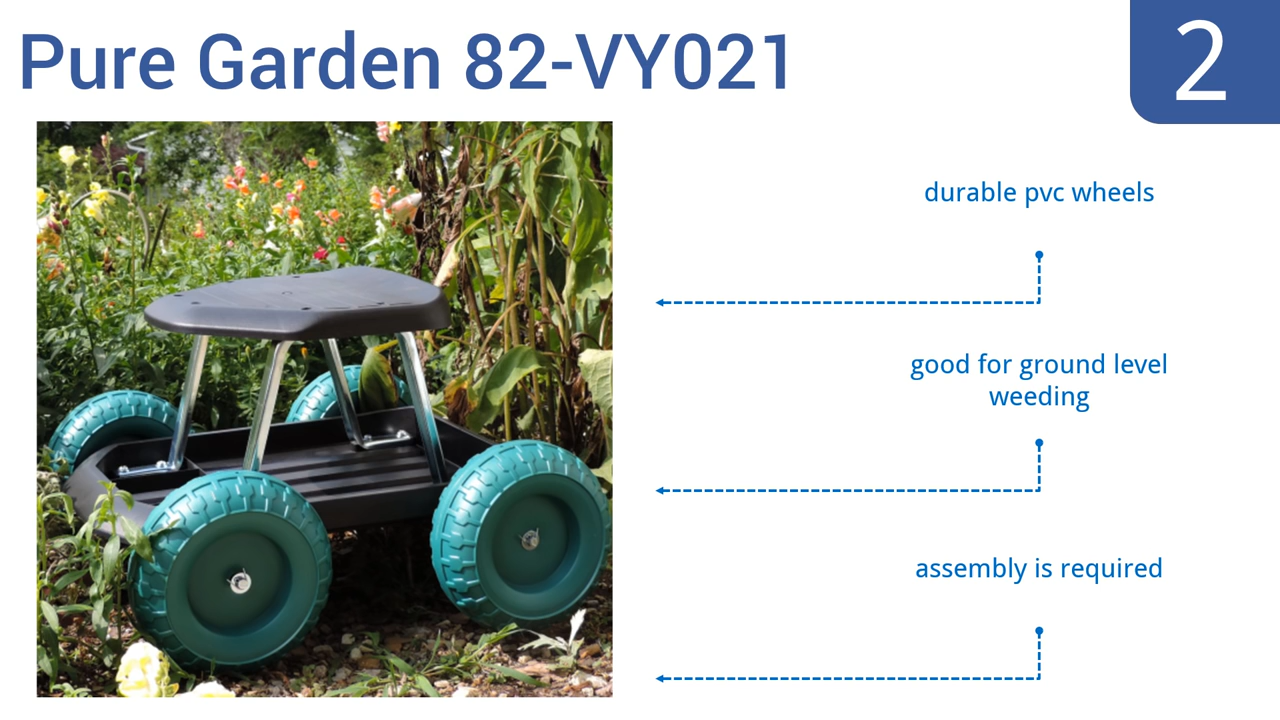 Pure Garden 82-VY021
2
durable pvc wheels
good for ground level
weeding
assembly is required